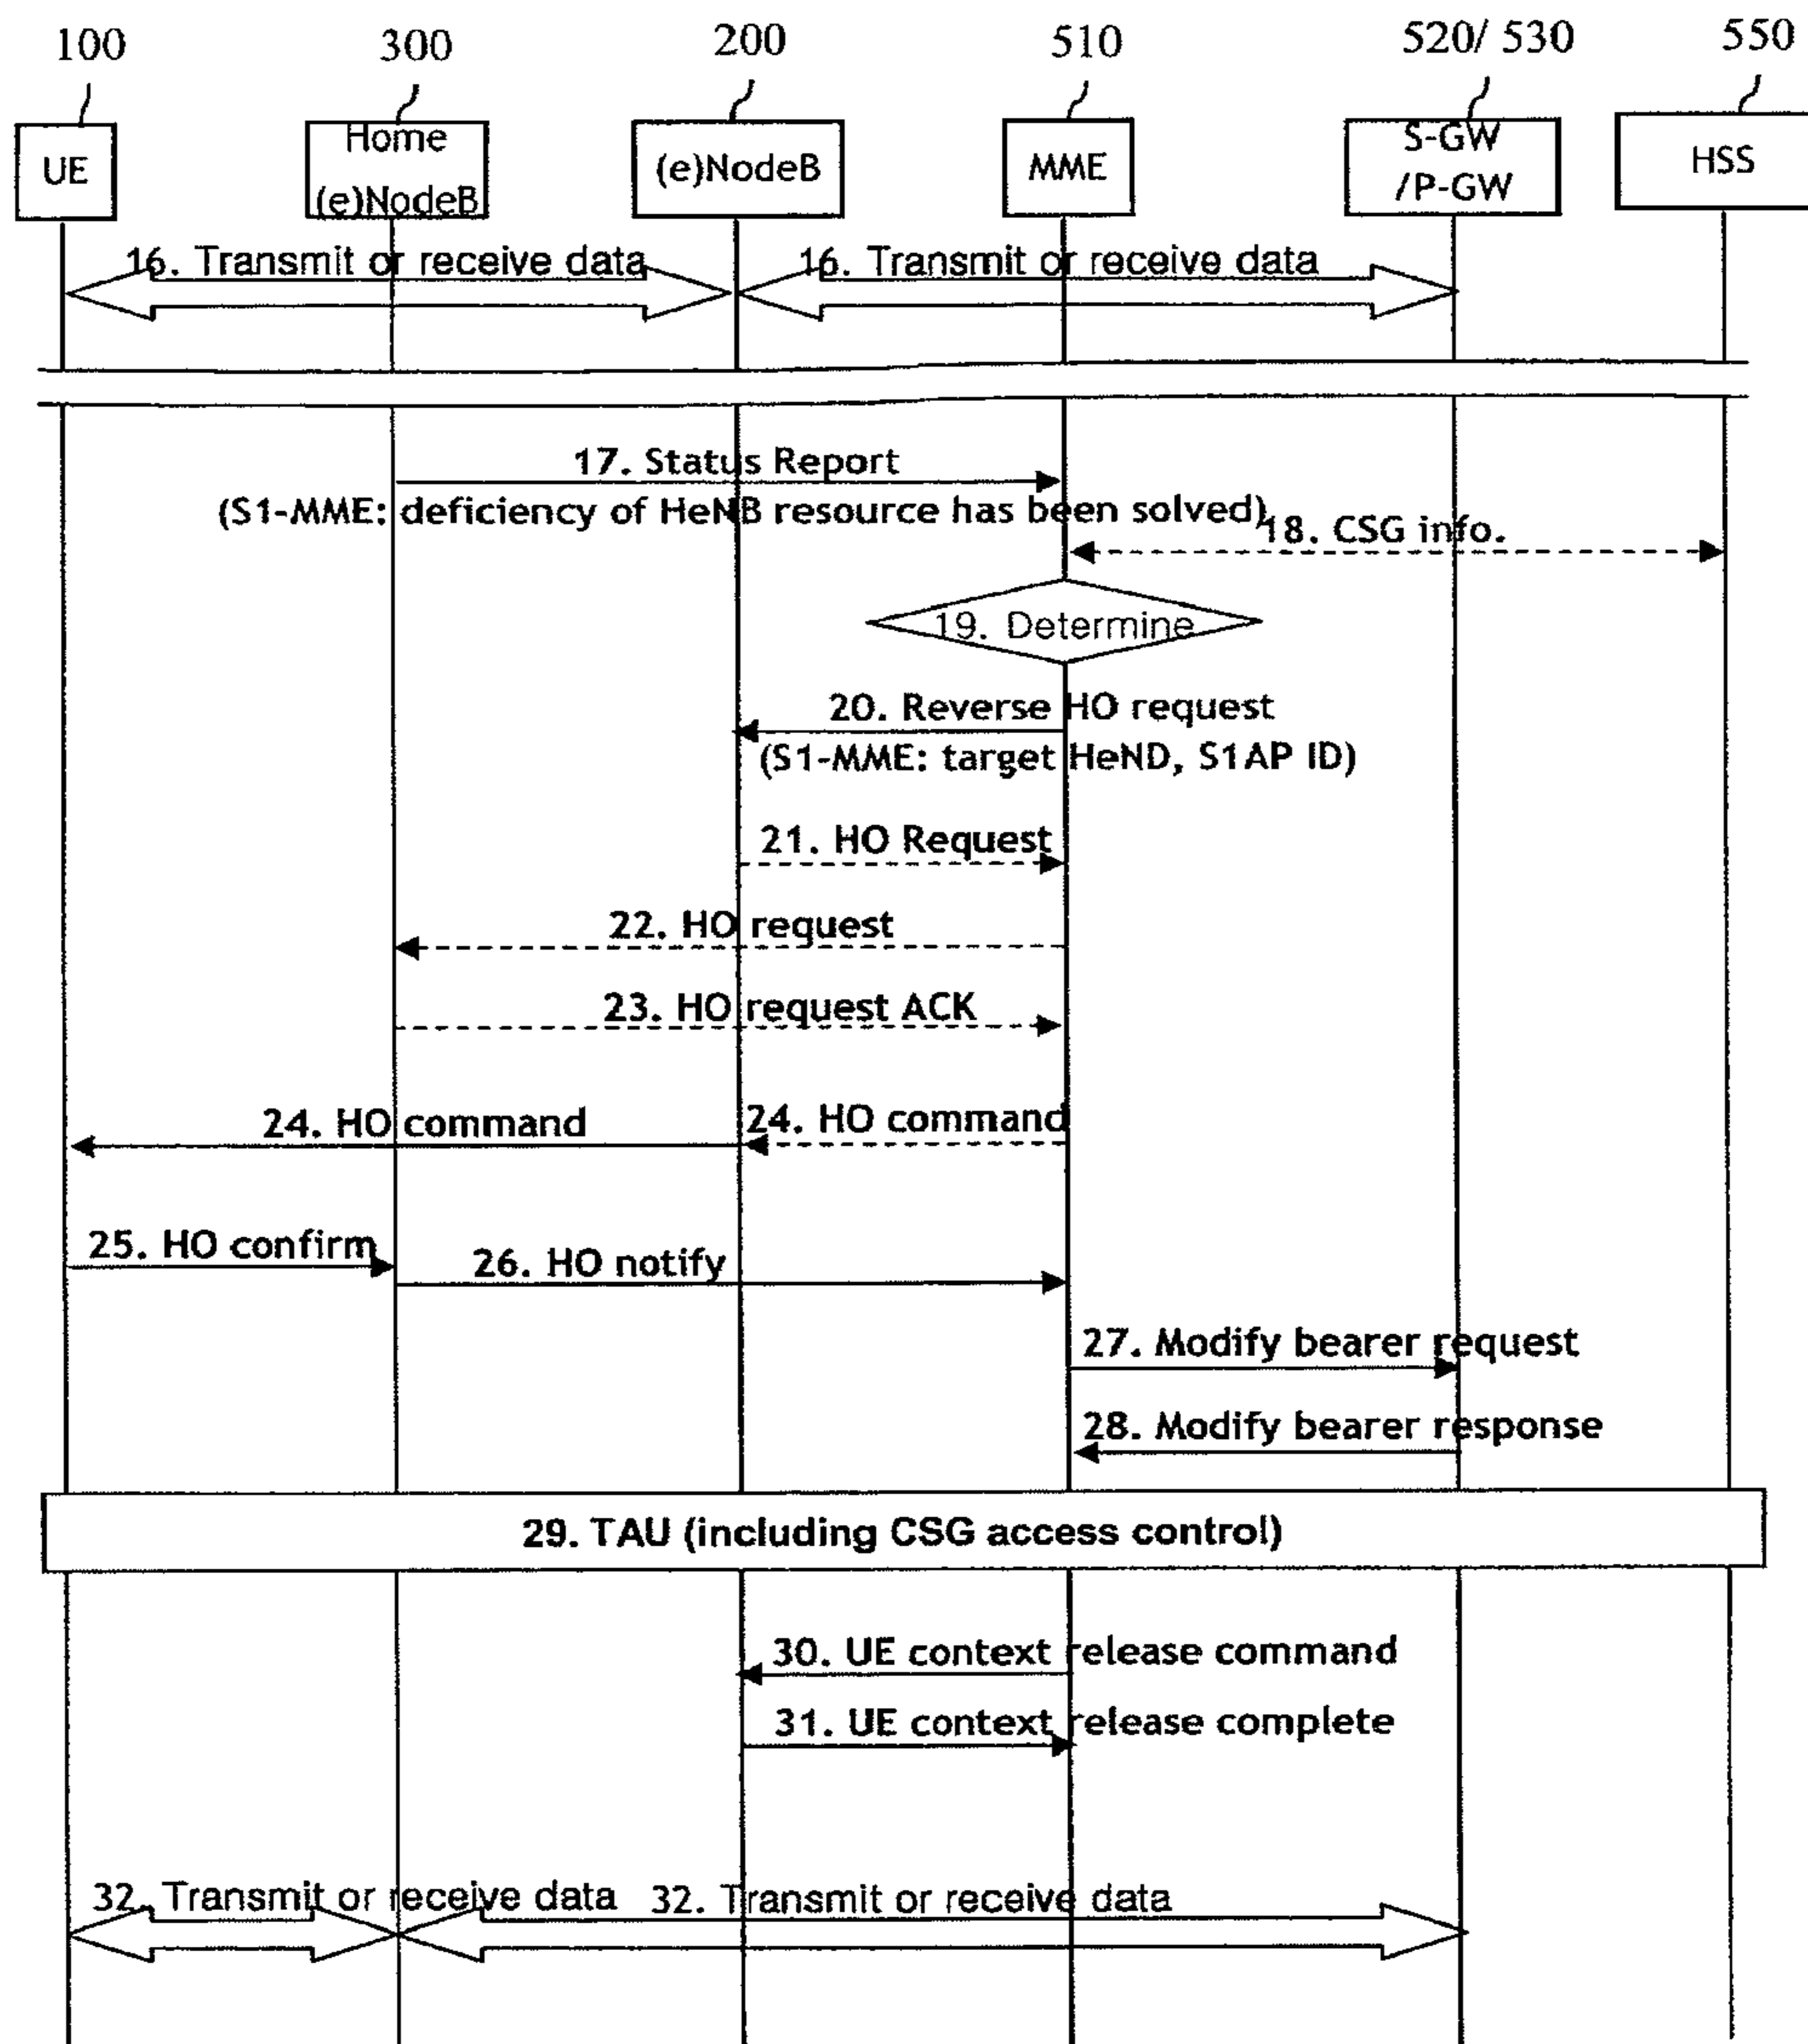 100
300
200
510
520/ 530
550
UE
Home
(e)NodeB
(e)NodeB
MME
S-GW
/P-GW
HSS
16. Transmit or receive data
16. Transmit or receive data
17. Status Report
(S1-MME: deficiency of HeNB resource has been solved)
18. CSG info.
19. Determine
20. Reverse HO request
(S1-MME: target HeND, S1AP ID)
21. HO Request
22. HO request
23. HO request ACK
24. HO command
24. HO command
25. HO confirm
26. HO notify
27. Modify bearer request
28. Modify bearer response
29. TAU (including CSG access control)
30. UE context release command
31. UE context release complete
32. Transmit or receive data
32. Transmit or receive data